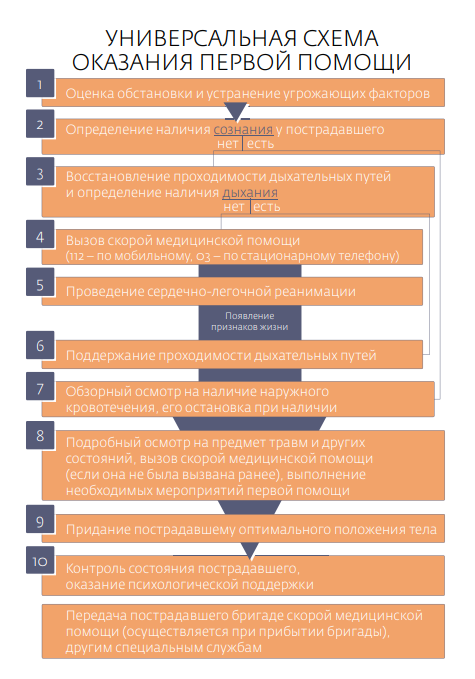 УНИВЕРСАЛЬНАЯ СХЕМА
ОКАЗАНИЯ ПЕРВОЙ ПОМОЩИ
1
Оценка обстановки и устранение угрожающих факторов
2
Определение наличия сознания у пострадавшего
нет есть
3
Восстановление проходимости дыхательных путей
и определение наличия дыхания
нет есть
4
Вызов скорой медицинской помощи
(112 – по мобильному, 03 – по стационарному телефону)
5
Проведение сердечно-легочной реанимации
Появление
признаков жизни
6
Поддержание проходимости дыхательных путей
7
Обзорный осмотр на наличие наружного
кровотечения, его остановка при наличии
8
Подробный осмотр на предмет травм и других
состояний, вызов скорой медицинской помощи
(если она не была вызвана ранее), выполнение
необходимых мероприятий первой помощи
9
Придание пострадавшему оптимального положения тела
10
Контроль состояния пострадавшего,
оказание психологической поддержки
Передача пострадавшего бригаде скорой медицинской
помощи (осуществляется при прибытии бригады),
другим специальным службам